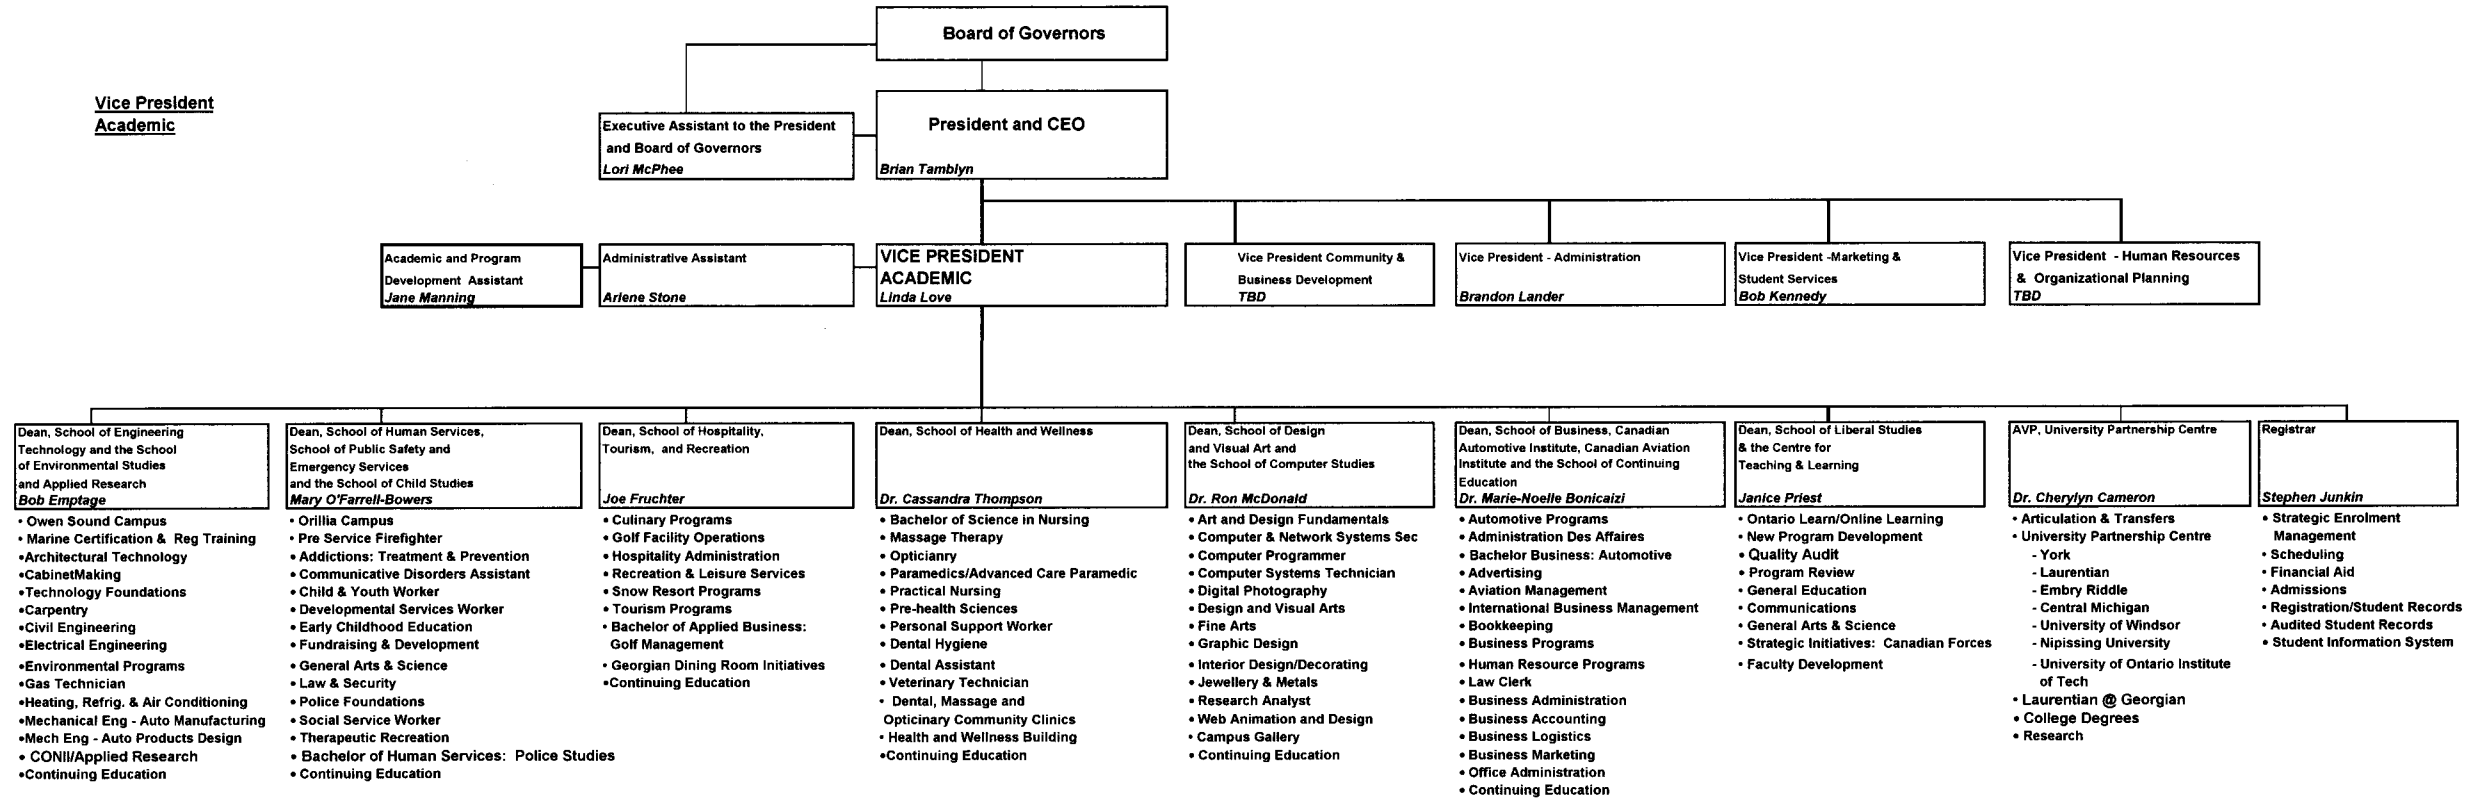 Board of Governors
Vice President
Academic
Executive Assistant to the President
and Board of Governors
Lori McPhee
President and CEO
Brian Tamblyn
Academic and Program
Development Assistant
Jane Manning
Administrative Assistant
Arlene Stone
VICE PRESIDENT
ACADEMIC
Linda Love
Vice President Community &
Business Development
TBD
Vice President - Administration
Brandon Lander
Vice President -Marketing &
Student Services
Bob Kennedy
Vice President - Human Resources
& Organizational Planning
TBD
Dean, School of Engineering
Technology and the School
of Environmental Studies
and Applied Research
Bob Emptage
• Owen Sound Campus
• Marine Certification & Reg Training
•Architectural Technology
•CabinetMaking
•Technology Foundations
•Carpentry
•Civil Engineering
•Electrical Engineering
•Environmental Programs
•Gas Technician
•Heating, Refrig. & Air Conditioning
•Mechanical Eng - Auto Manufacturing
•Mech Eng - Auto Products Design
• CONII/Applied Research
•Continuing Education
Dean, School of Human Services,
School of Public Safety and
Emergency Services
and the School of Child Studies
Mary O'Farrell-Bowers
• Orillia Campus
• Pre Service Firefighter
• Addictions: Treatment & Prevention
• Communicative Disorders Assistant
• Child & Youth Worker
• Developmental Services Worker
• Early Childhood Education
• Fundraising & Development
• General Arts & Science
• Law & Security
• Police Foundations
• Social Service Worker
• Therapeutic Recreation
• Bachelor of Human Services: Police Studies
• Continuing Education
Dean, School of Hospitality,
Tourism, and Recreation
Joe Fruchter
• Culinary Programs
• Golf Facility Operations
• Hospitality Administration
• Recreation & Leisure Services
• Snow Resort Programs
• Tourism Programs
• Bachelor of Applied Business:
Golf Management
• Georgian Dining Room Initiatives
•Continuing Education
Dean, School of Health and Wellness
Dr. Cassandra Thompson
• Bachelor of Science in Nursing
• Massage Therapy
• Opticianry
• Paramedics/Advanced Care Paramedic
• Practical Nursing
• Pre-health Sciences
• Personal Support Worker
• Dental Hygiene
• Dental Assistant
• Veterinary Technician
• Dental, Massage and
Opticinary Community Clinics
• Health and Wellness Building
•Continuing Education
Dean, School of Design
and Visual Art and
the School of Computer Studies
Dr. Ron McDonald
• Art and Design Fundamentals
• Computer & Network Systems Sec
• Computer Programmer
• Computer Systems Technician
• Digital Photography
• Design and Visual Arts
• Fine Arts
• Graphic Design
• Interior Design/Decorating
• Jewellery & Metals
• Research Analyst
• Web Animation and Design
• Campus Gallery
• Continuing Education
Dean, School of Business, Canadian
Automotive Institute, Canadian Aviation
Institute and the School of Continuing
Education
Dr. Marie-Noelle Bonicaizi
• Automotive Programs
• Administration Des Affaires
• Bachelor Business: Automotive
• Advertising
• Aviation Management
• International Business Management
• Bookkeeping
• Business Programs
• Human Resource Programs
• Law Clerk
• Business Administration
• Business Accounting
• Business Logistics
• Business Marketing
• Office Administration
• Continuing Education
Dean, School of Liberal Studies
& the Centre for
Teaching & Learning
Janice Priest
• Ontario Learn/Online Learning
• New Program Development
• Quality Audit
• Program Review
• General Education
• Communications
• General Arts & Science
• Strategic Initiatives: Canadian Forces
• Faculty Development
AVP, University Partnership Centre
Dr. Cherylyn Cameron
• Articulation & Transfers
• University Partnership Centre
- York
- Laurentian
- Embry Riddle
- Central Michigan
- University of Windsor
- Nipissing University
- University of Ontario Institute
of Tech
• Laurentian @ Georgian
• College Degrees
• Research
Registrar
Stephen Junkin
• Strategic Enrolment
Management
• Scheduling
• Financial Aid
• Admissions
• Registration/Student Records
• Audited Student Records
• Student Information System